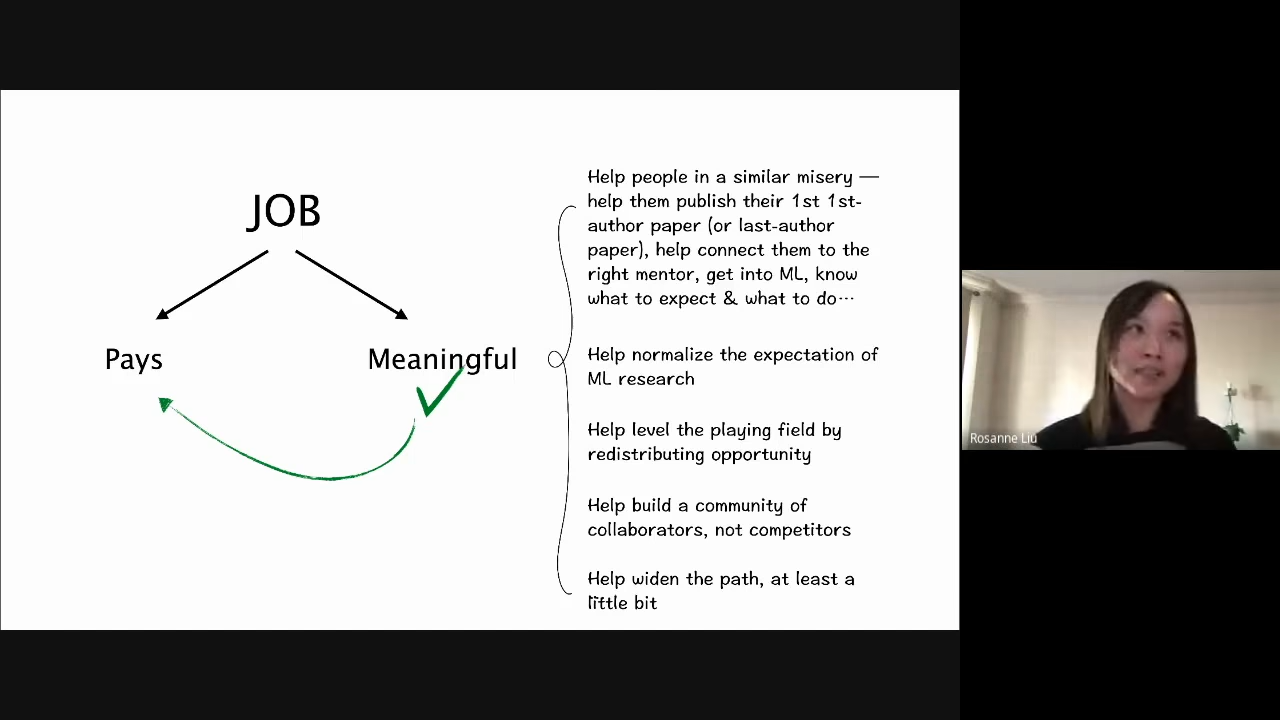 JOB
Pays
Meaningful
Help people in a similar misery —
help them publish their 1st 1st-
author paper (or last-author
paper), help connect them to the
right mentor, get into ML, know
what to expect & what to do…
Help normalize the expectation of
ML research
Help level the playing field by
redistributing opportunity
Help build a community of
collaborators, not competitors
Help widen the path, at least a
little bit
Rosanne Liu